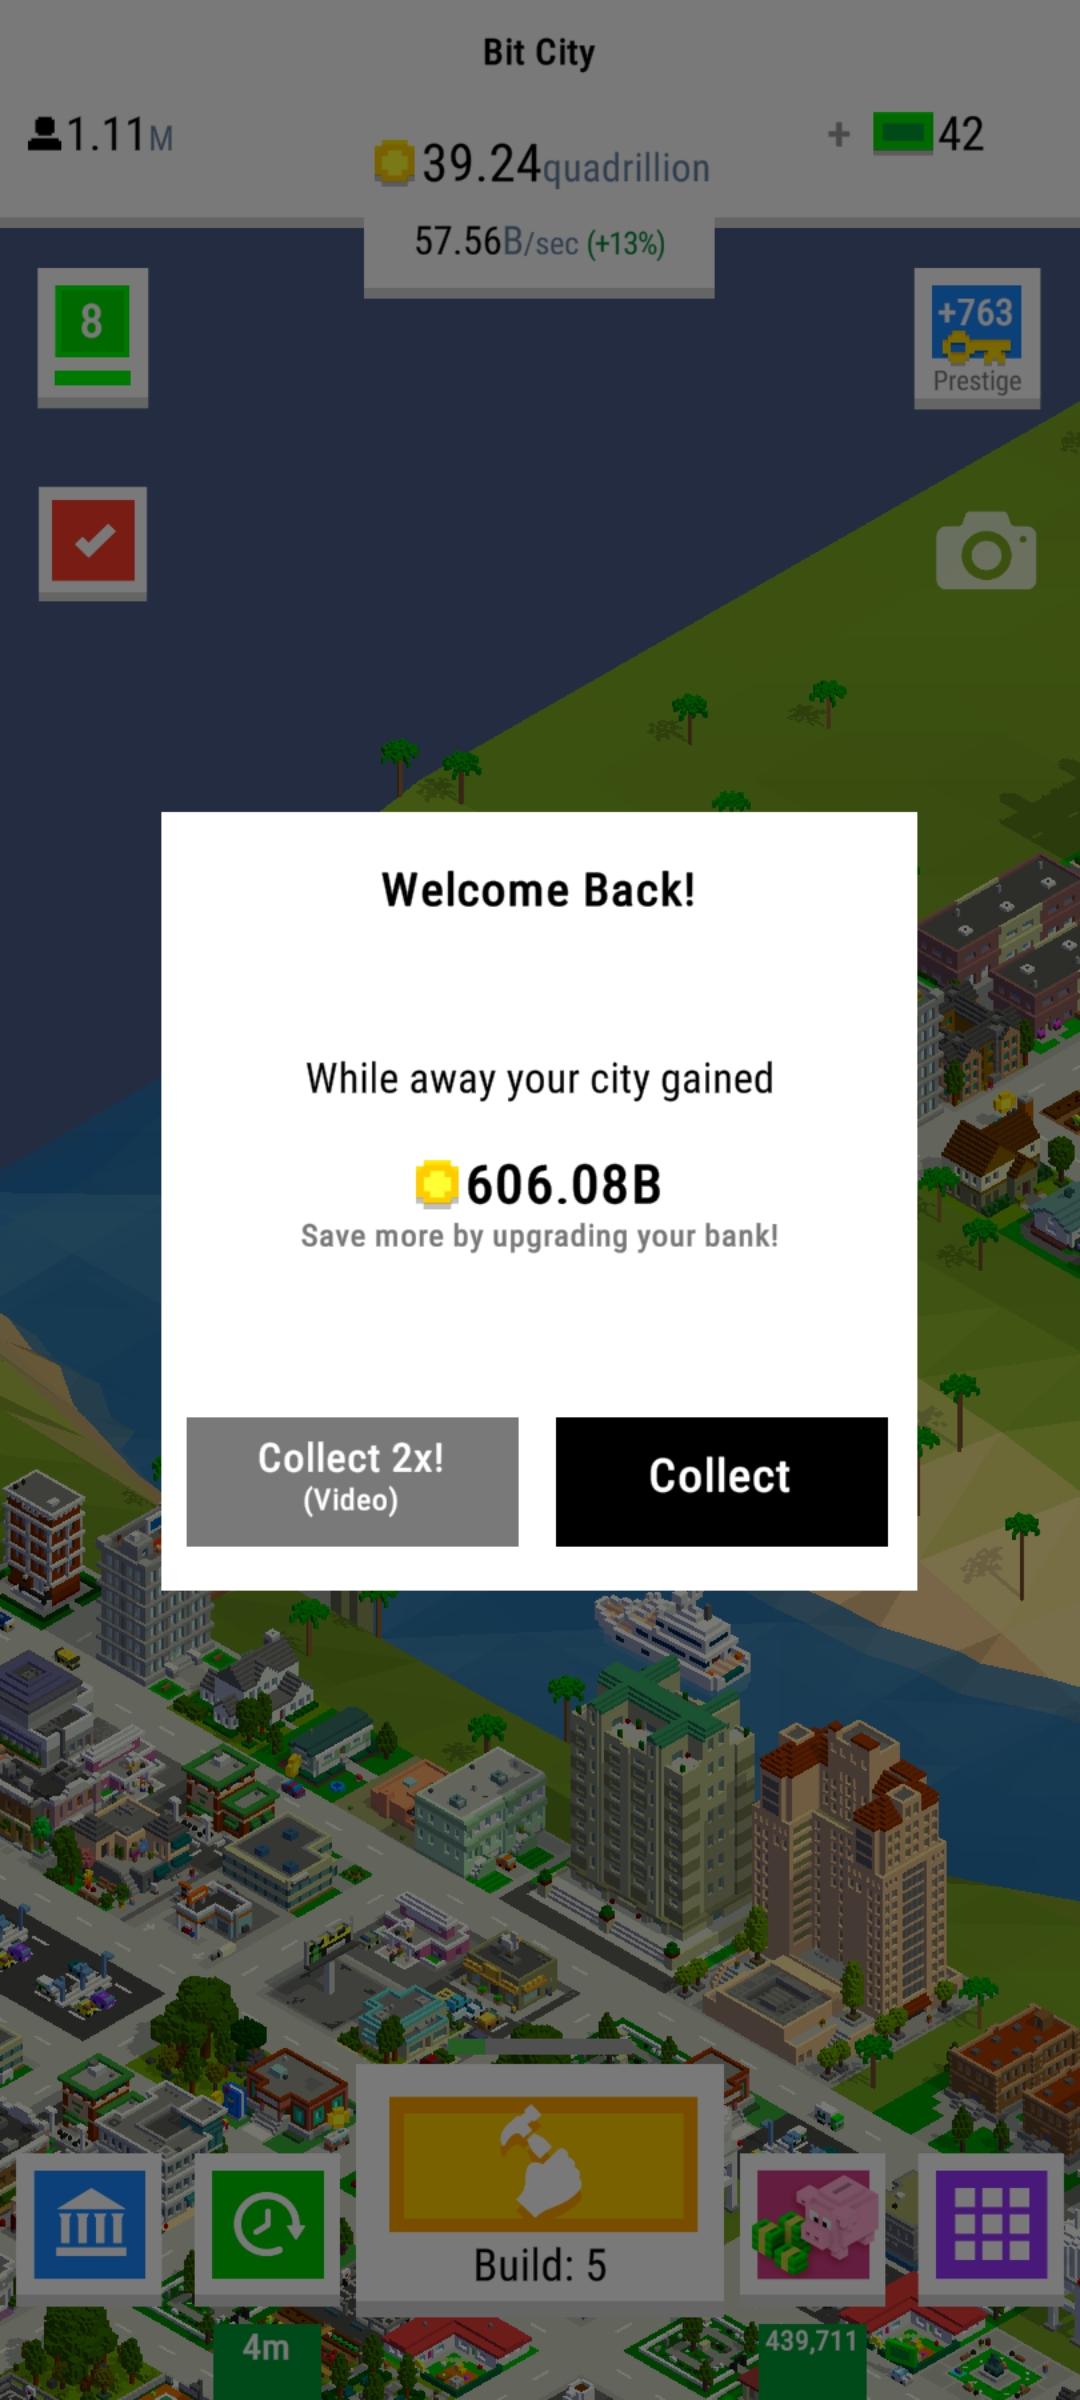 Bit City
1.11M
39.24quadrillion
+ 42
57.56B/sec (+13%)
8
+763
Prestige
Welcome Back!
While away your city gained
606.08B
Save more by upgrading your bank!
Collect 2x!
(Video)
Collect
Build: 5
4m
439,711